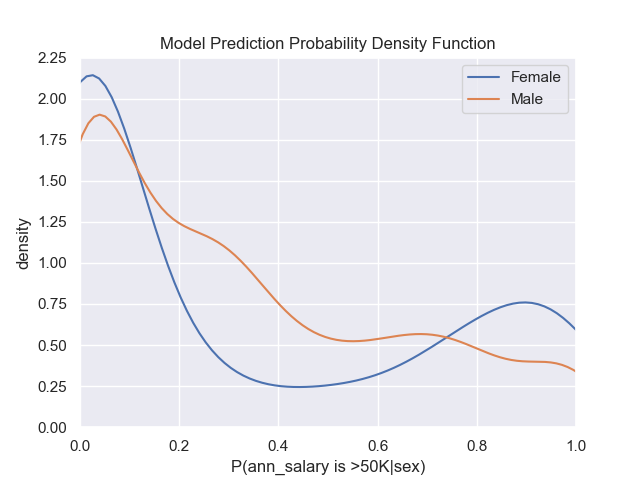 Model Prediction Probability Density Function
2.25
2.00
1.75
1.50
1.25
1.00
0.75
0.50
0.25
0.00
density
Female
Male
0.0 0.2 0.4 0.6 0.8 1.0
P(ann_salary is >50K|sex)